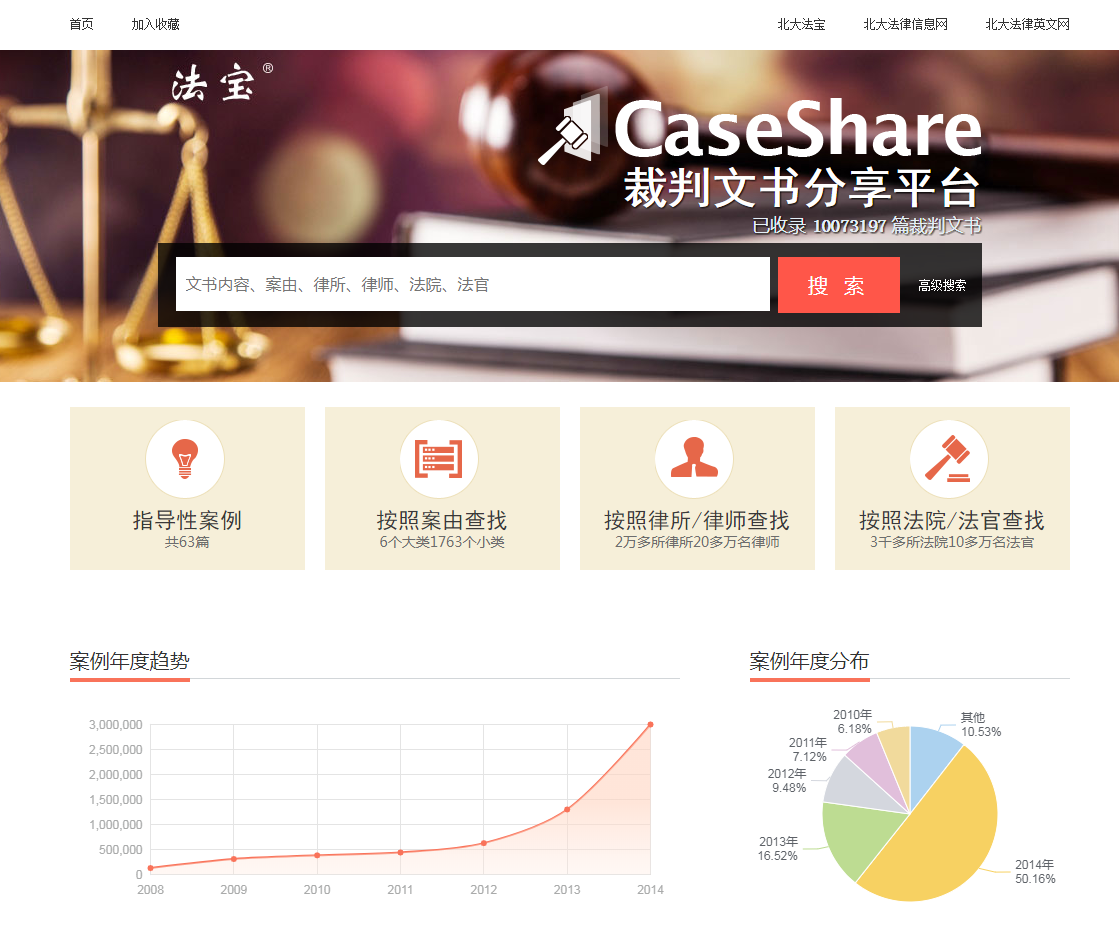 首页 加入收藏 北大法宝 北大法律信息网 北大法律英文网
法宝®
CaseShare
裁判文书分享平台
已收录 10073197 篇裁判文书
文书内容、案由、律所、律师、法院、法官 搜 索 高级搜索
指导性案例
共63篇
按照案由查找
6个大类1763个小类
按照律所/律师查找
2万多所律所20多万名律师
按照法院/法官查找
3千多所法院10多万名法官
案例年度趋势
3,000,000
2,500,000
2,000,000
1,500,000
1,000,000
500,000
0
2008 2009 2010 2011 2012 2013 2014
案例年度分布
2010年
6.18%
其他
10.53%
2011年
7.12%
2012年
9.48%
2013年
16.52%
2014年
50.16%